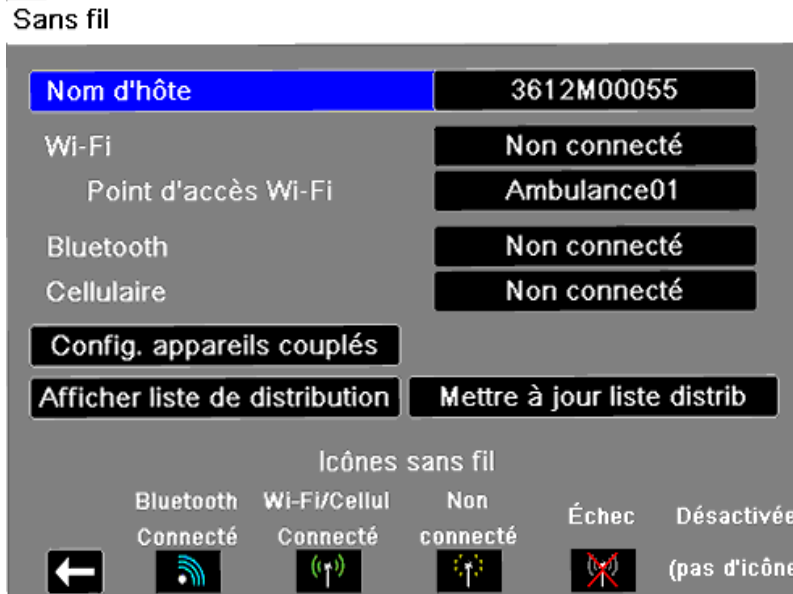 Sans fil
Nom d'hôte 3612M00055
Wi-Fi Non connecté
Point d'accès Wi-Fi Ambulance01
Bluetooth Non connecté
Cellulaire Non connecté
Config. appareils couplés
Afficher liste de distribution Mettre à jour liste distrib
Icônes sans fil
Bluetooth Wi-Fi/Cellul Non Échec Désactivée
Connecté Connecté connecté (pas d'icône